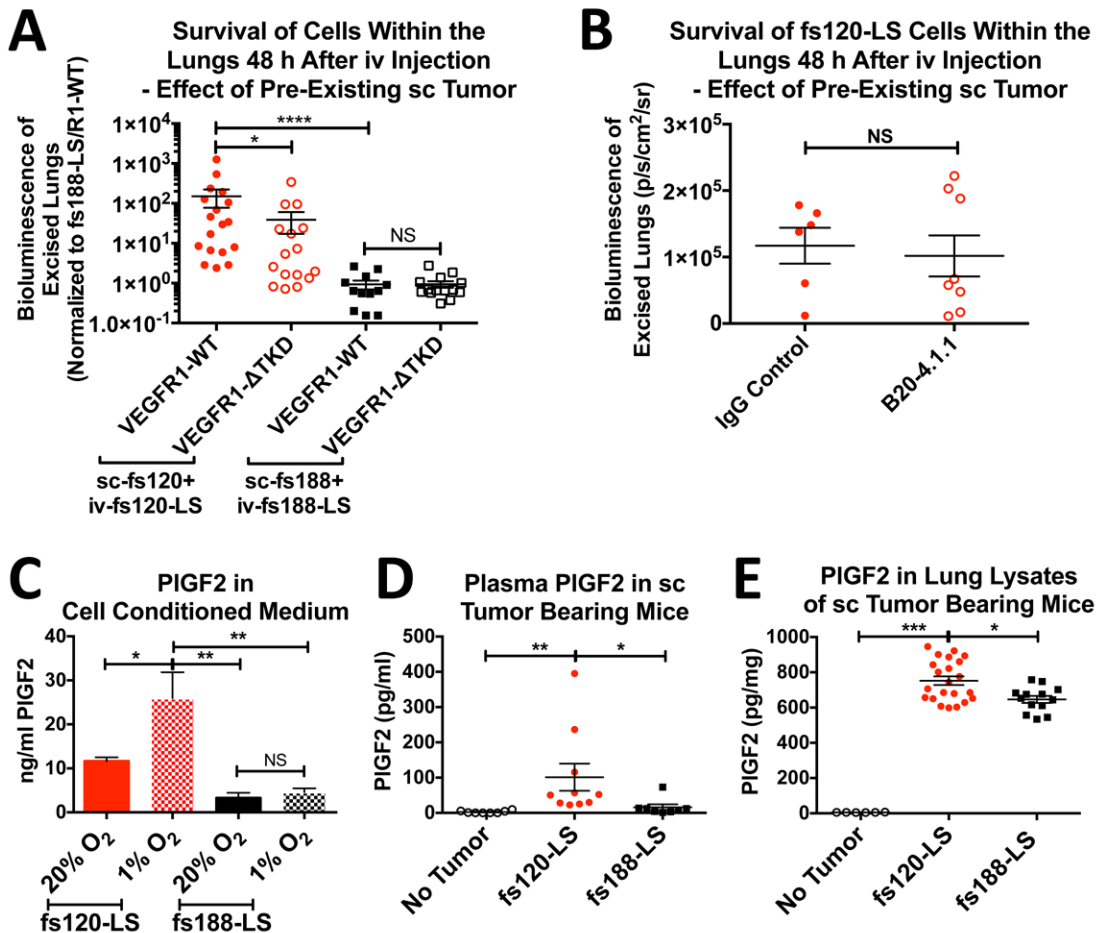 A
Survival of Cells Within the
Lungs 48 h After iv Injection
- Effect of Pre-Existing sc Tumor
Bioluminescence of
Excised Lungs
(Normalized to fs188-LS/R1-WT)
1×10⁴
1×10³
1×10²
1×10¹
1×10⁰
1.0×10⁻¹
****
*
NS
VEGFR1-WT
VEGFR1-ΔTKD
VEGFR1-WT
VEGFR1-ΔTKD
sc-fs120+
iv-fs120-LS
sc-fs188+
iv-fs188-LS
B
Survival of fs120-LS Cells Within the
Lungs 48 h After iv Injection
- Effect of Pre-Existing sc Tumor
Bioluminescence of
Excised Lungs (p/s/cm²/sr)
3×10⁵
2×10⁵
1×10⁵
0
NS
IgG Control
B20-4.1.1
C
PlGF2 in
Cell Conditioned Medium
ng/ml PlGF2
40
30
20
10
0
*
**
**
NS
20% O₂
1% O₂
20% O₂
1% O₂
fs120-LS
fs188-LS
D
Plasma PlGF2 in sc
Tumor Bearing Mice
PlGF2 (pg/ml)
500
400
300
200
100
0
**
*
No Tumor
fs120-LS
fs188-LS
E
PlGF2 in Lung Lysates
of sc Tumor Bearing Mice
PlGF2 (pg/mg)
1000
800
600
400
200
0
***
*
No Tumor
fs120-LS
fs188-LS